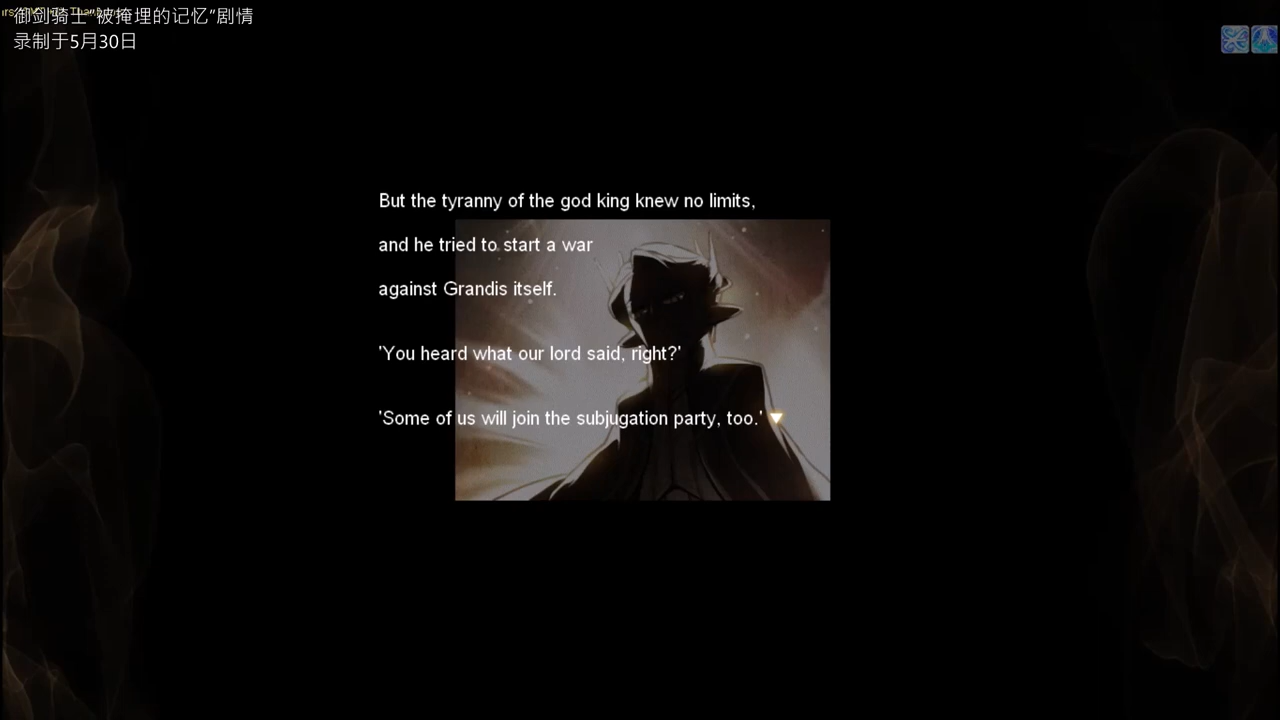 御剑骑士“被掩埋的记忆”剧情
录制于5月30日
But the tyranny of the god king knew no limits,
and he tried to start a war
against Grandis itself.
'You heard what our lord said, right?'
'Some of us will join the subjugation party, too.'